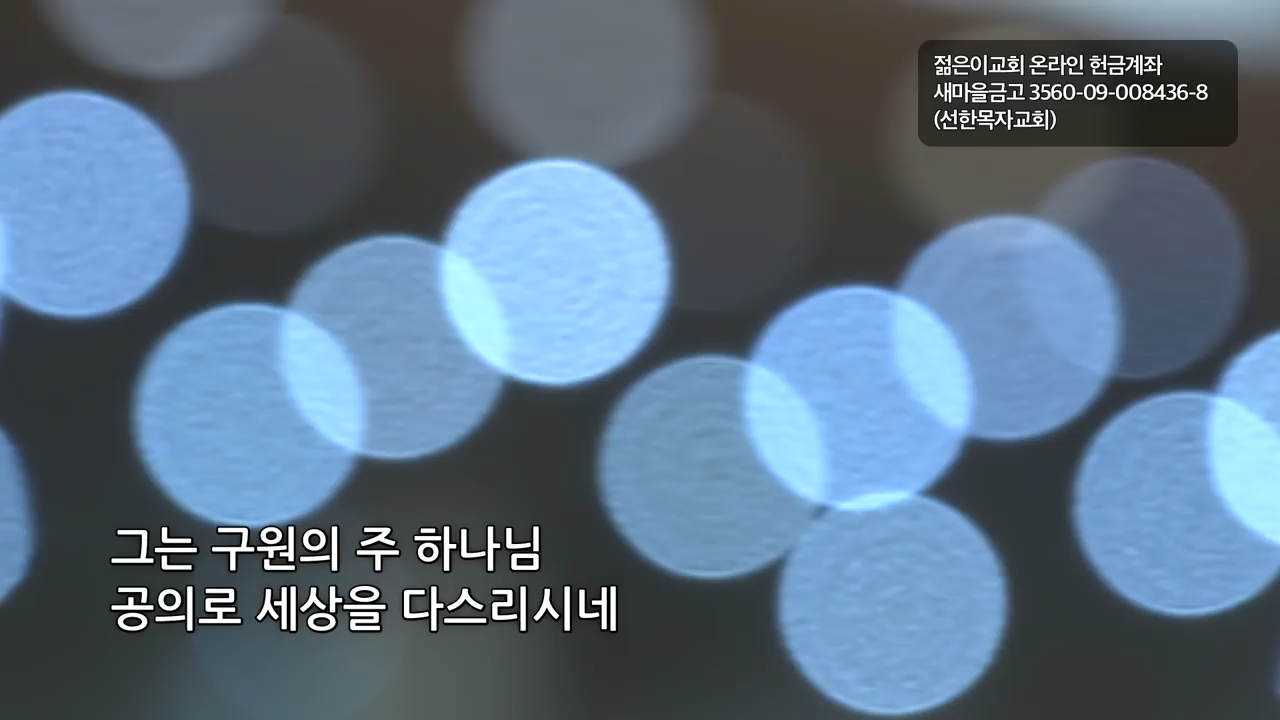 젊은이교회 온라인 헌금계좌
새마을금고 3560-09-008436-8
(선한목자교회)
그는 구원의 주 하나님
공의로 세상을 다스리시네